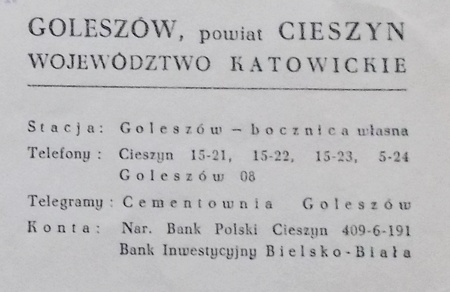 GOLESZÓW, powiat CIESZYN
WOJEWÓDZTWO KATOWICKIE
Stacja: Goleszów – bocznica własna
Telefony: Cieszyn 15-21, 15-22, 15-23, 5-24
Goleszów 08
Telegramy: Cementownia Goleszów
Konta: Nar. Bank Polski Cieszyn 409-6-191
Bank Inwestycyjny Bielsko-Biała